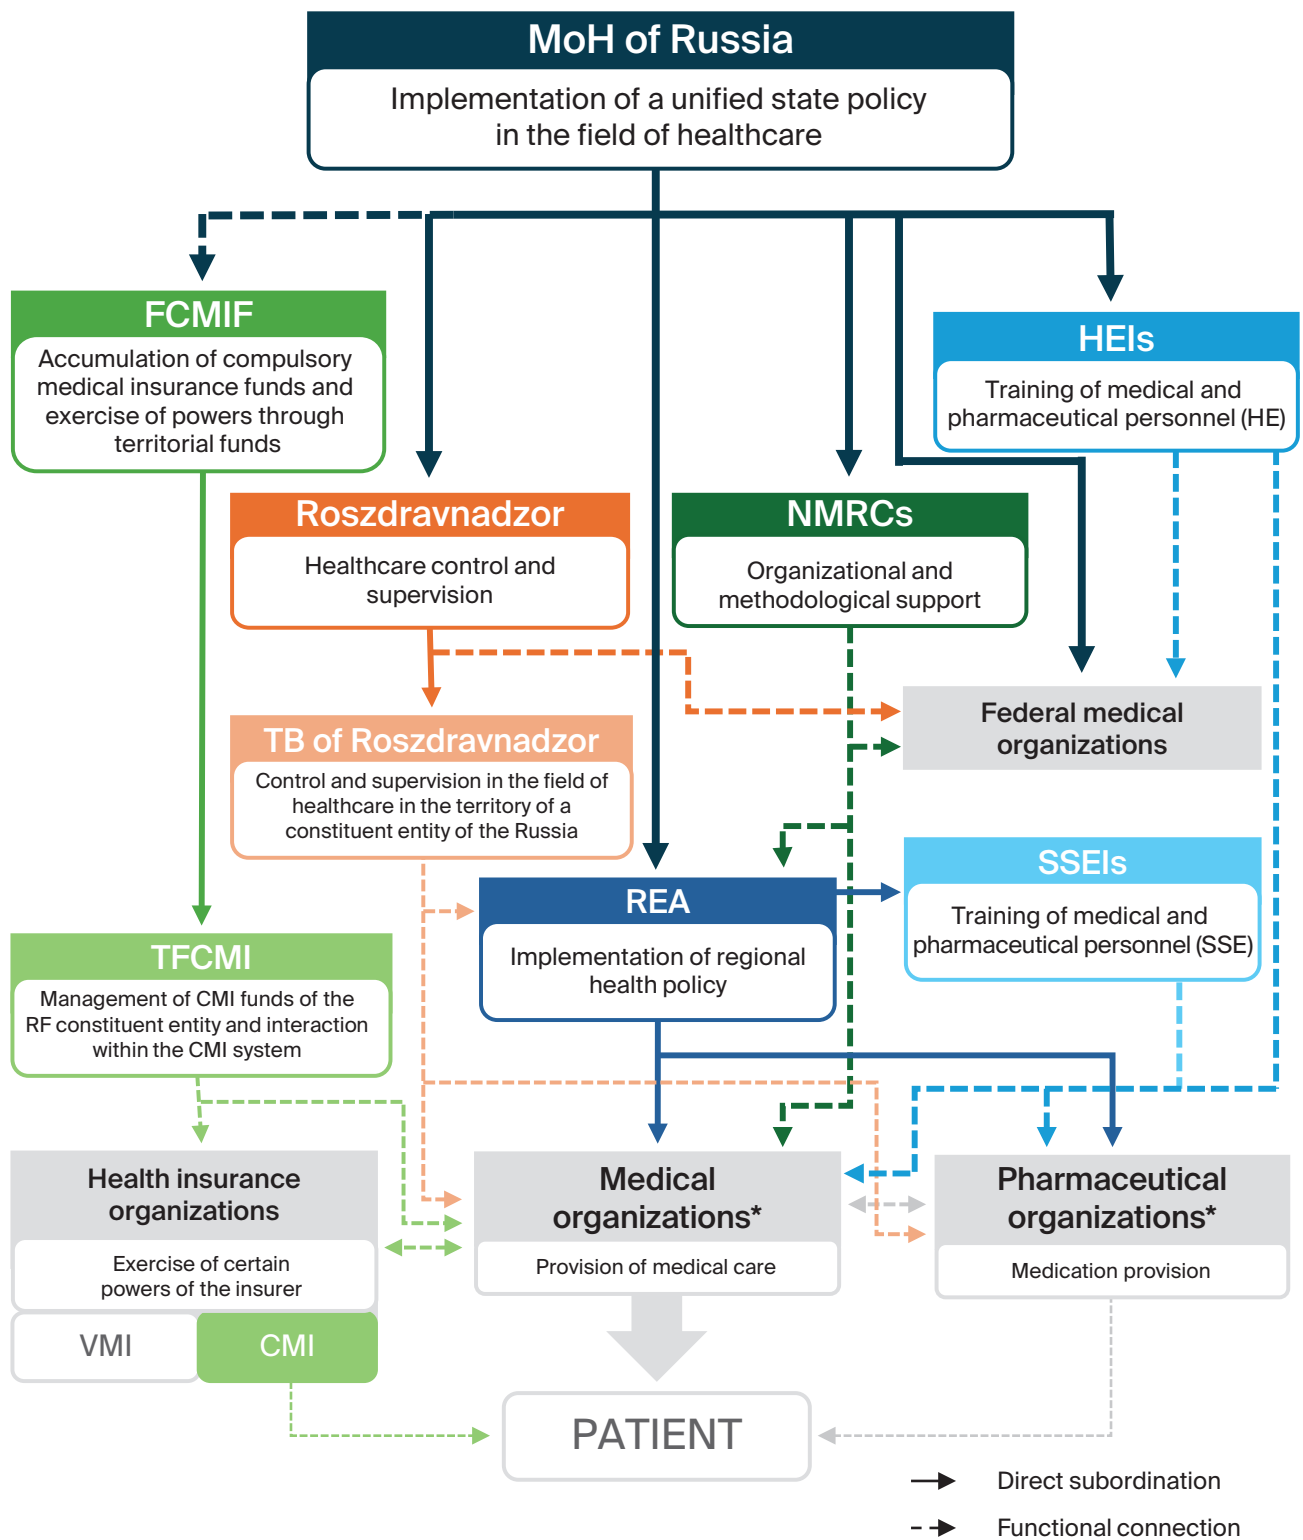 MoH of Russia
Implementation of a unified state policy
in the field of healthcare
FCMIF
Accumulation of compulsory
medical insurance funds and
exercise of powers through
territorial funds
HEIs
Training of medical and
pharmaceutical personnel (HE)
Roszdravnadzor
Healthcare control and
supervision
NMRCs
Organizational and
methodological support
TB of Roszdravnadzor
Control and supervision in the field of
healthcare in the territory of a
constituent entity of the Russia
Federal medical
organizations
REA
Implementation of regional
health policy
SSEIs
Training of medical and
pharmaceutical personnel (SSE)
TFCMI
Management of CMI funds of the
RF constituent entity and interaction
within the CMI system
Health insurance
organizations
Exercise of certain
powers of the insurer
VMI
CMI
Medical
organizations*
Provision of medical care
Pharmaceutical
organizations*
Medication provision
PATIENT
Direct subordination
Functional connection